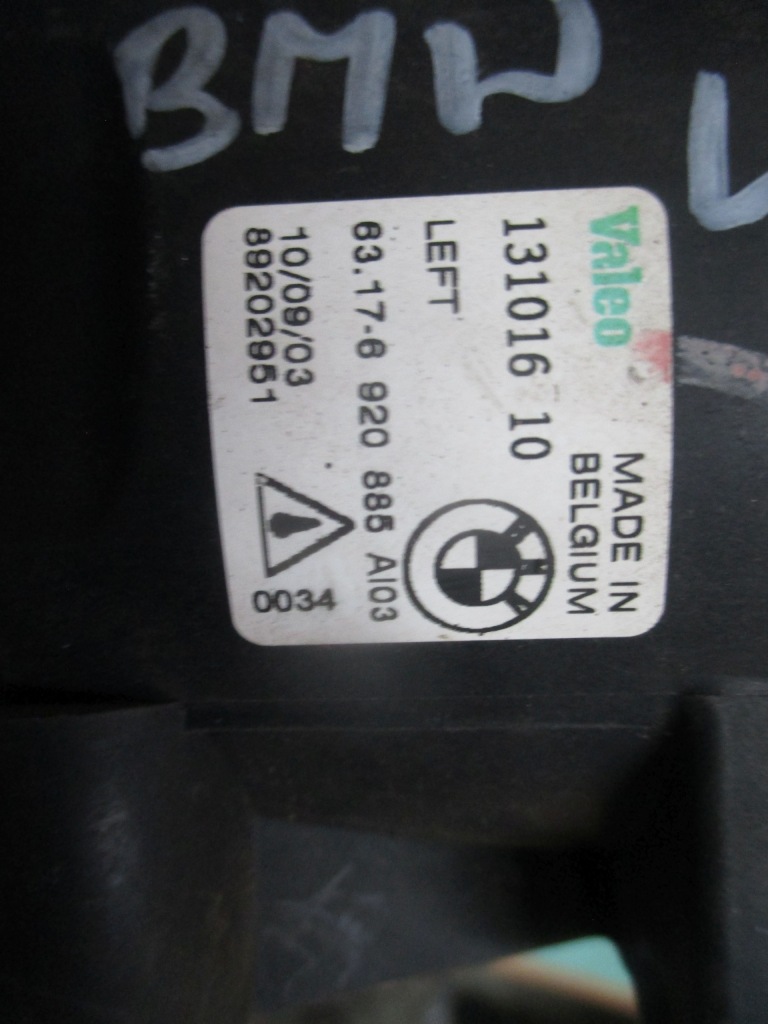 BMW L
Valeo
MADE IN
BELGIUM
131016 10
LEFT
BMW
63.17-6 920 885 AI03
10/09/03
89202951
0034